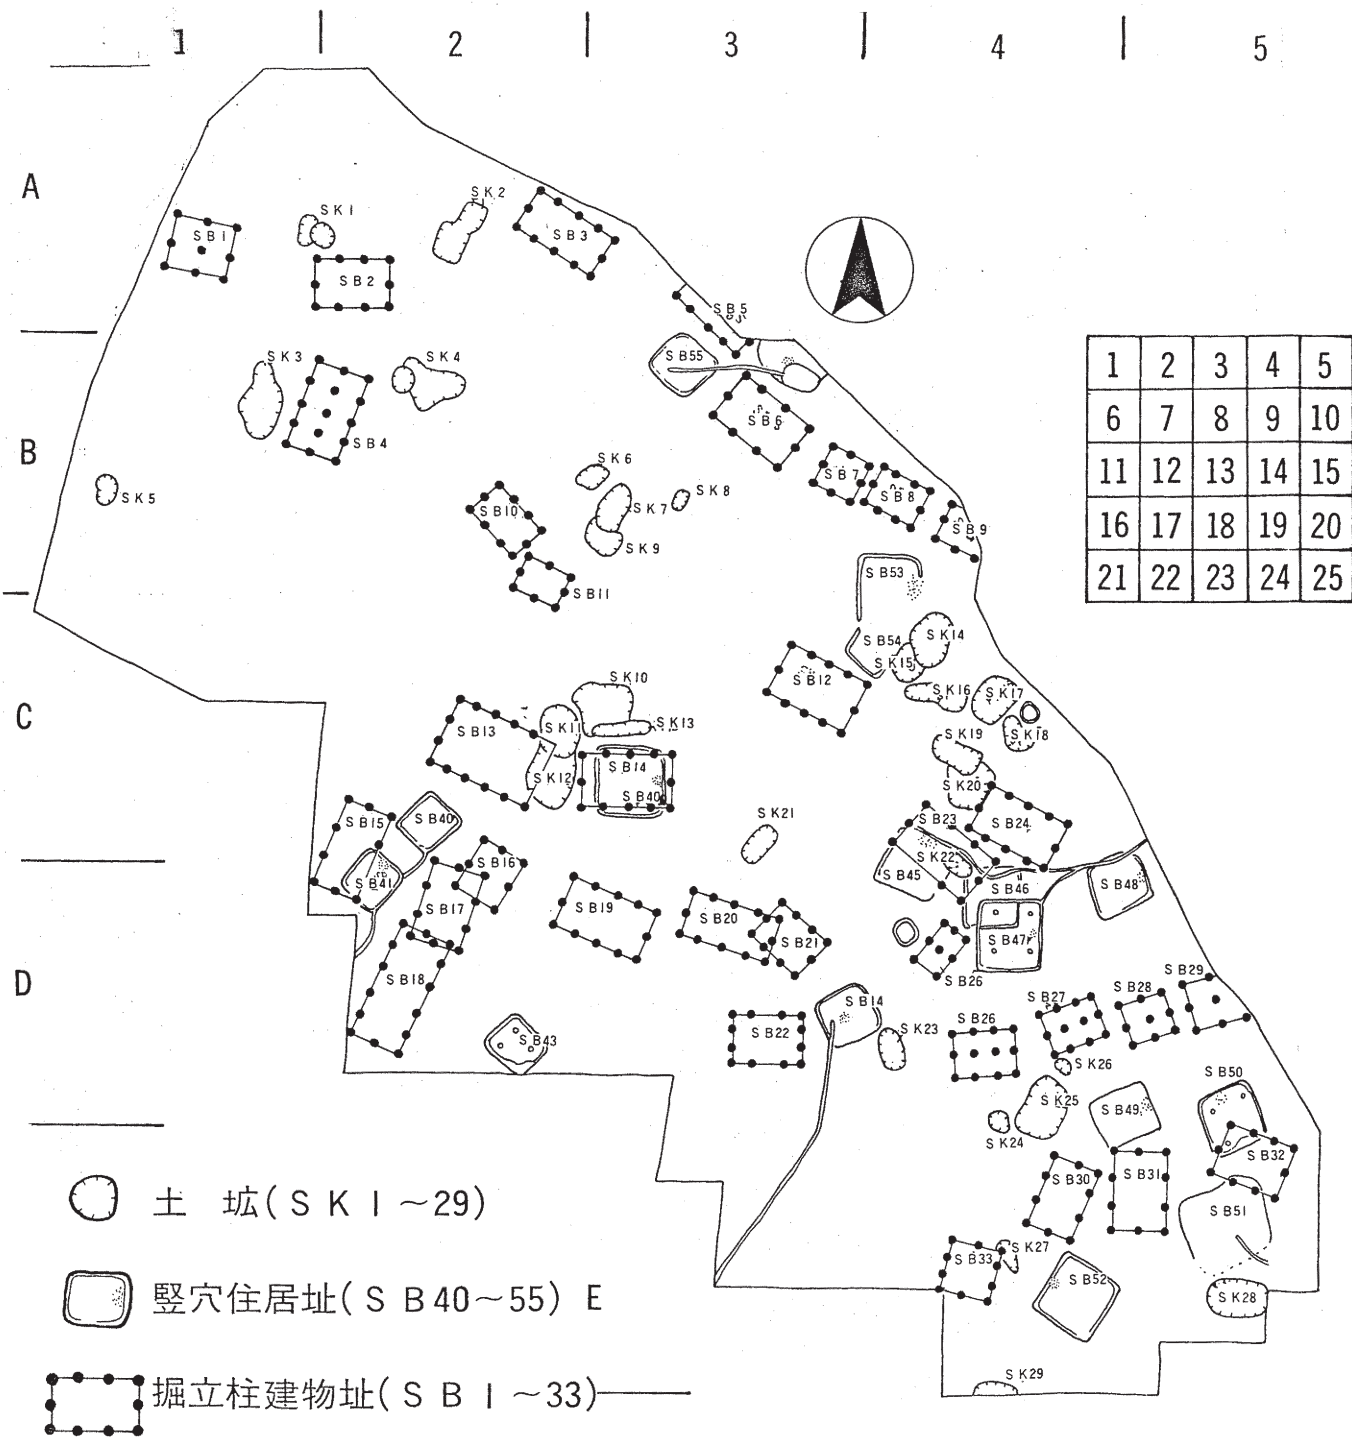 1 2 3 4 5
A
SK1
SK2
SB1
SB2
SB3
SB5
SK3
SK4
SB4
SB55
SB6
1 2 3 4 5
6 7 8 9 10
11 12 13 14 15
16 17 18 19 20
21 22 23 24 25
B
SK5
SK6
SK7
SK8
SK9
SB10
SB11
SB7
SB8
SB9
SB53
SB54
SK14
SK15
SB12
SK16
SK17
SK18
SK19
SK20
C
SK10
SK11
SK13
SB13
SK12
SB14
SB40
SB15
SB40
SK21
SB23
SB24
SK22
SB16
SB41
SB17
SB19
SB20
SB21
SB45
SB46
SB47
SB48
D
SB18
SB43
SB22
SB14
SK23
SB26
SB26
SB27
SB28
SB29
SK26
SK25
SK24
SB49
SB50
SB32
SB30
SB31
SB51
SB33
SK27
SB52
SK28
SK29
土 圹(SK1～29)
竪穴住居址(SB40～55) E
掘立柱建物址(SB1～33)